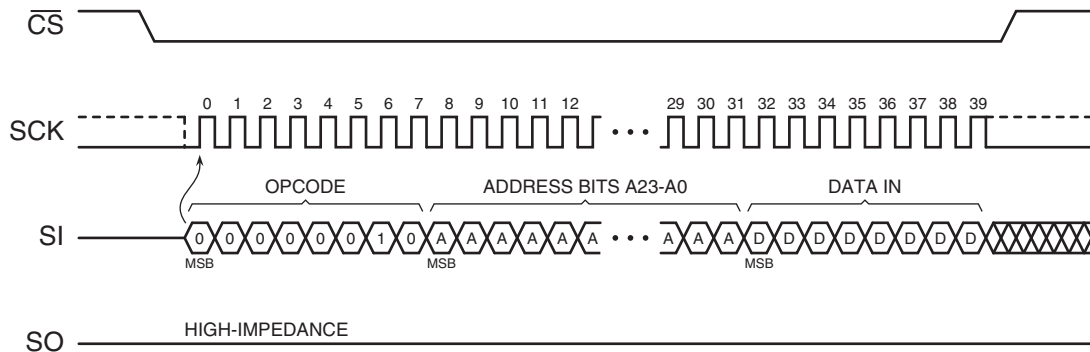 CS
0 1 2 3 4 5 6 7 8 9 10 11 12 29 30 31 32 33 34 35 36 37 38 39
SCK
OPCODE ADDRESS BITS A23-A0 DATA IN
SI 0 0 0 0 0 0 1 0 A A A A A A A A A D D D D D D D D
MSB MSB MSB
HIGH-IMPEDANCE
SO